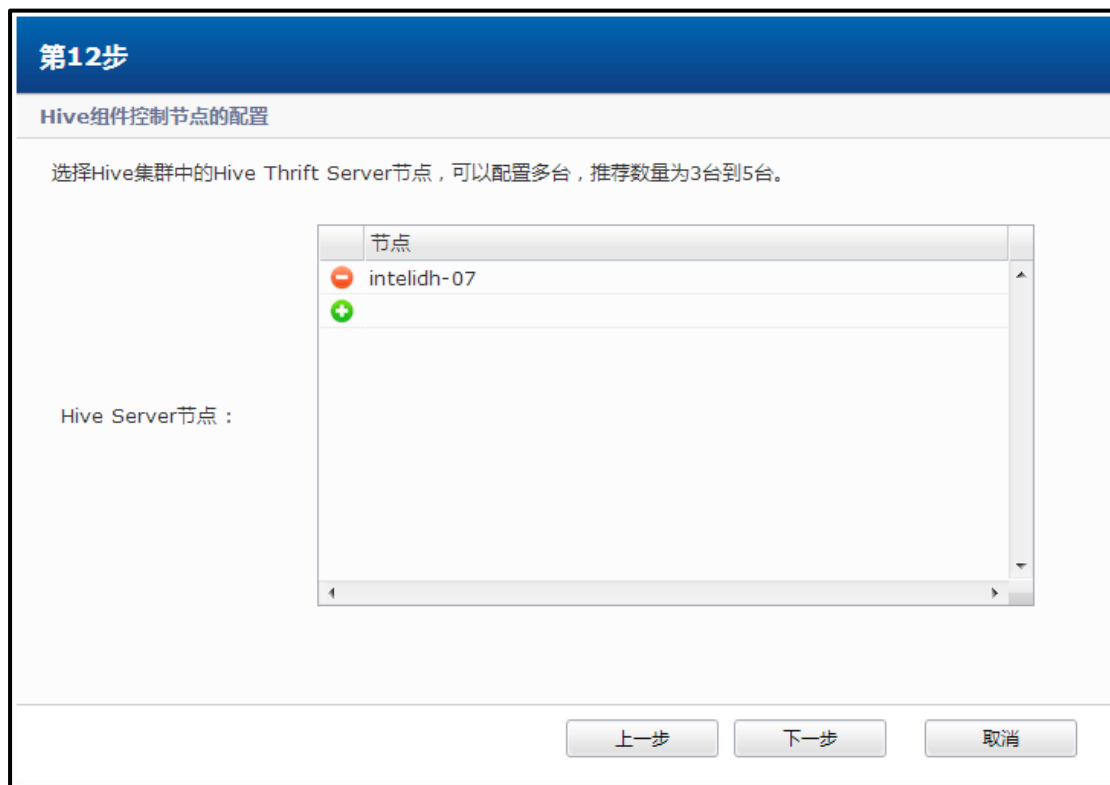 第12步
Hive组件控制节点的配置
选择Hive集群中的Hive Thrift Server节点，可以配置多台，推荐数量为3台到5台。
节点
intelidh-07
Hive Server节点：
上一步 下一步 取消